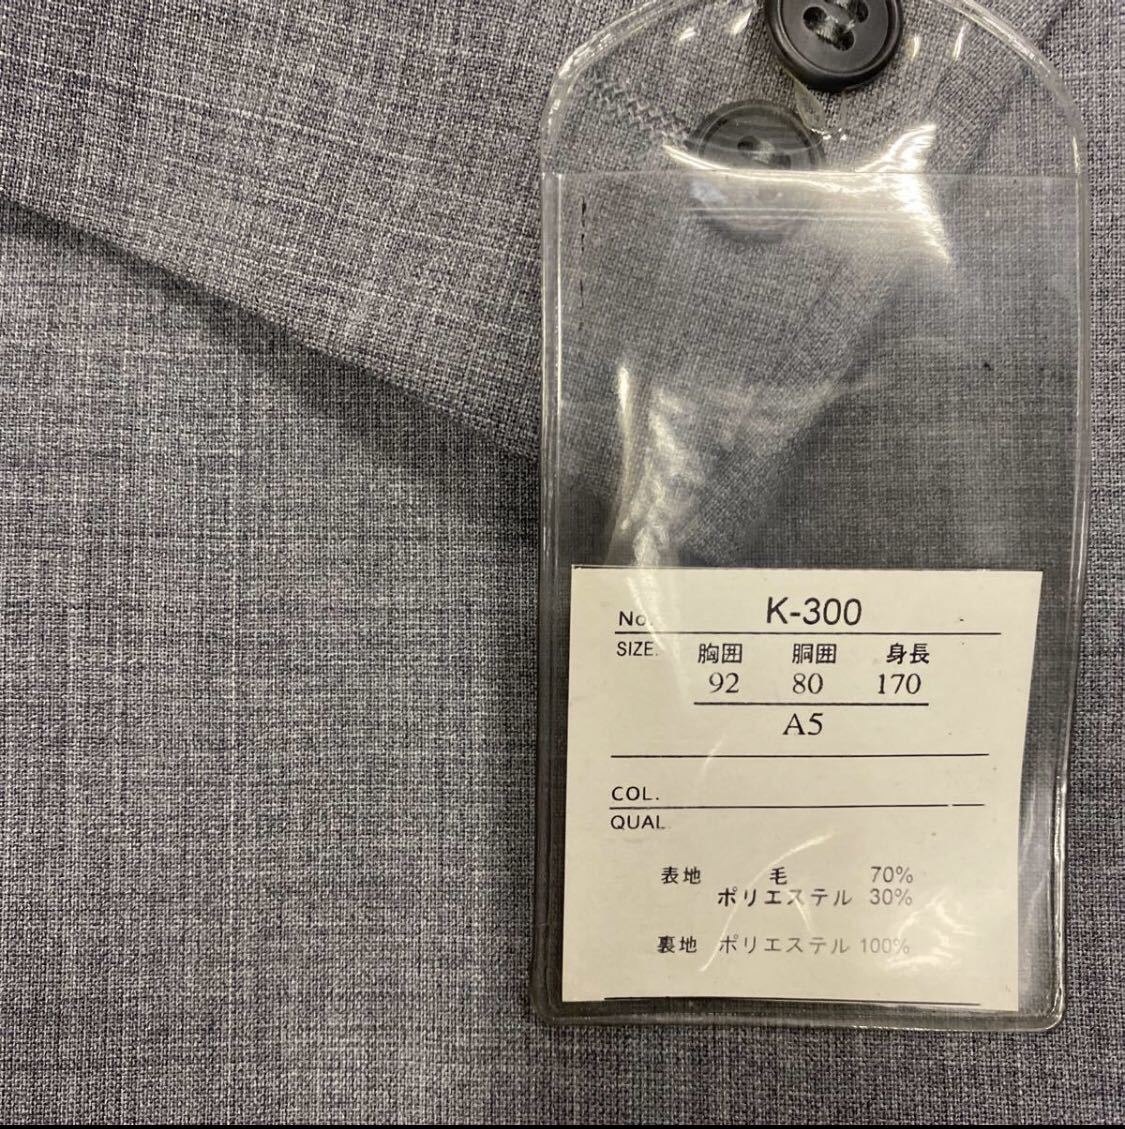 No. K-300
SIZE. 胸囲 胴囲 身長
92 80 170
A5
COL.
QUAL.
表地 毛 70%
ポリエステル 30%
裏地 ポリエステル 100%